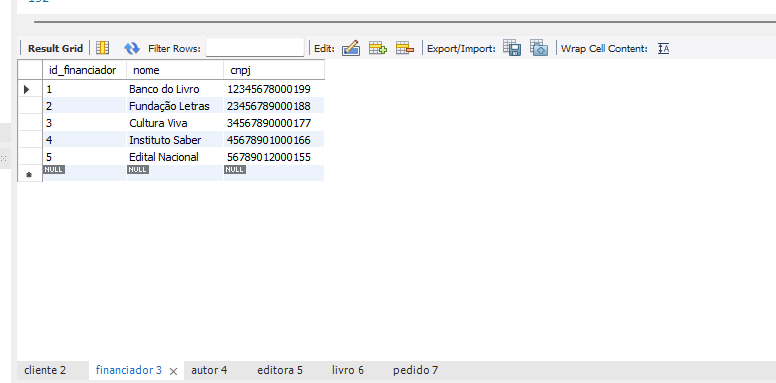 Result Grid Filter Rows: Edit: Export/Import: Wrap Cell Content: IA
id_financiador nome cnpj
1 Banco do Livro 12345678000199
2 Fundação Letras 23456789000188
3 Cultura Viva 34567890000177
4 Instituto Saber 45678901000166
5 Edital Nacional 56789012000155
NULL NULL NULL
cliente 2 financiador 3 autor 4 editora 5 livro 6 pedido 7